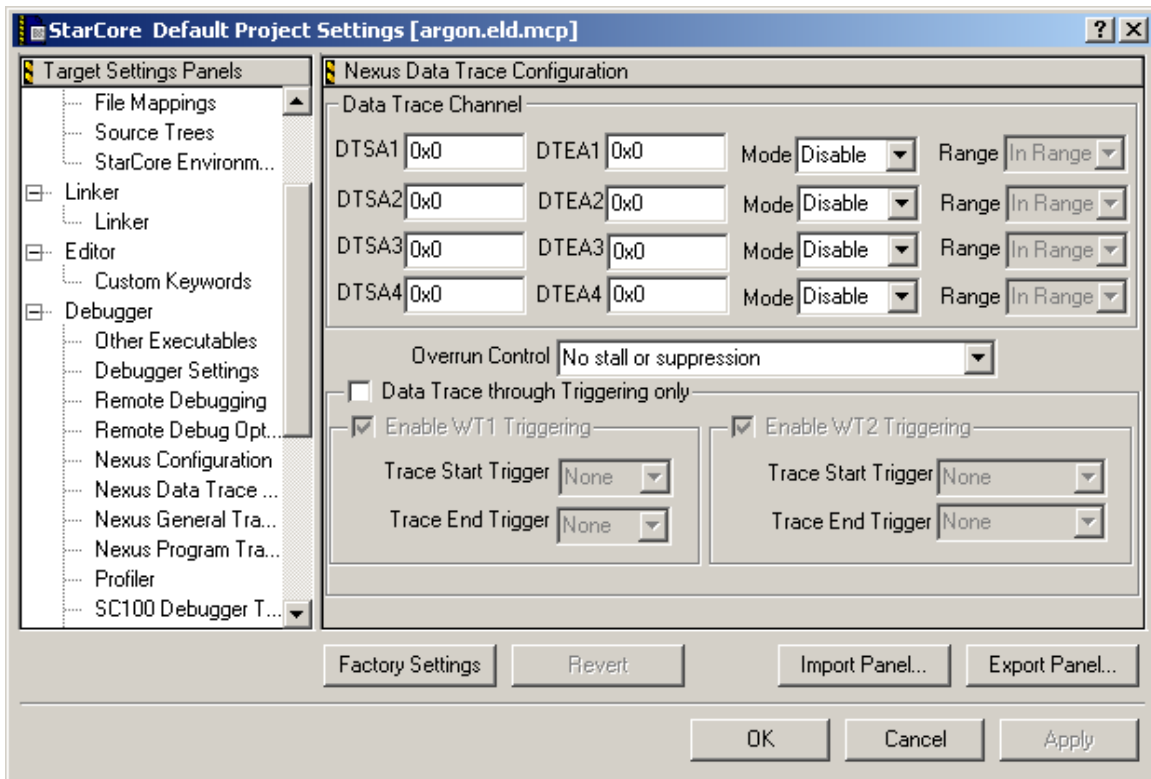 StarCore Default Project Settings [argon.eld.mcp]
Target Settings Panels
File Mappings
Source Trees
StarCore Environm...
Linker
Linker
Editor
Custom Keywords
Debugger
Other Executables
Debugger Settings
Remote Debugging
Remote Debug Opt...
Nexus Configuration
Nexus Data Trace ...
Nexus General Tra...
Nexus Program Tra...
Profiler
SC100 Debugger T...
Nexus Data Trace Configuration
Data Trace Channel
DTSA1 0x0 DTEA1 0x0 Mode Disable Range In Range
DTSA2 0x0 DTEA2 0x0 Mode Disable Range In Range
DTSA3 0x0 DTEA3 0x0 Mode Disable Range In Range
DTSA4 0x0 DTEA4 0x0 Mode Disable Range In Range
Overrun Control No stall or suppression
Data Trace through Triggering only
Enable WT1 Triggering
Trace Start Trigger None
Trace End Trigger None
Enable WT2 Triggering
Trace Start Trigger None
Trace End Trigger None
Factory Settings Revert Import Panel... Export Panel...
OK Cancel Apply